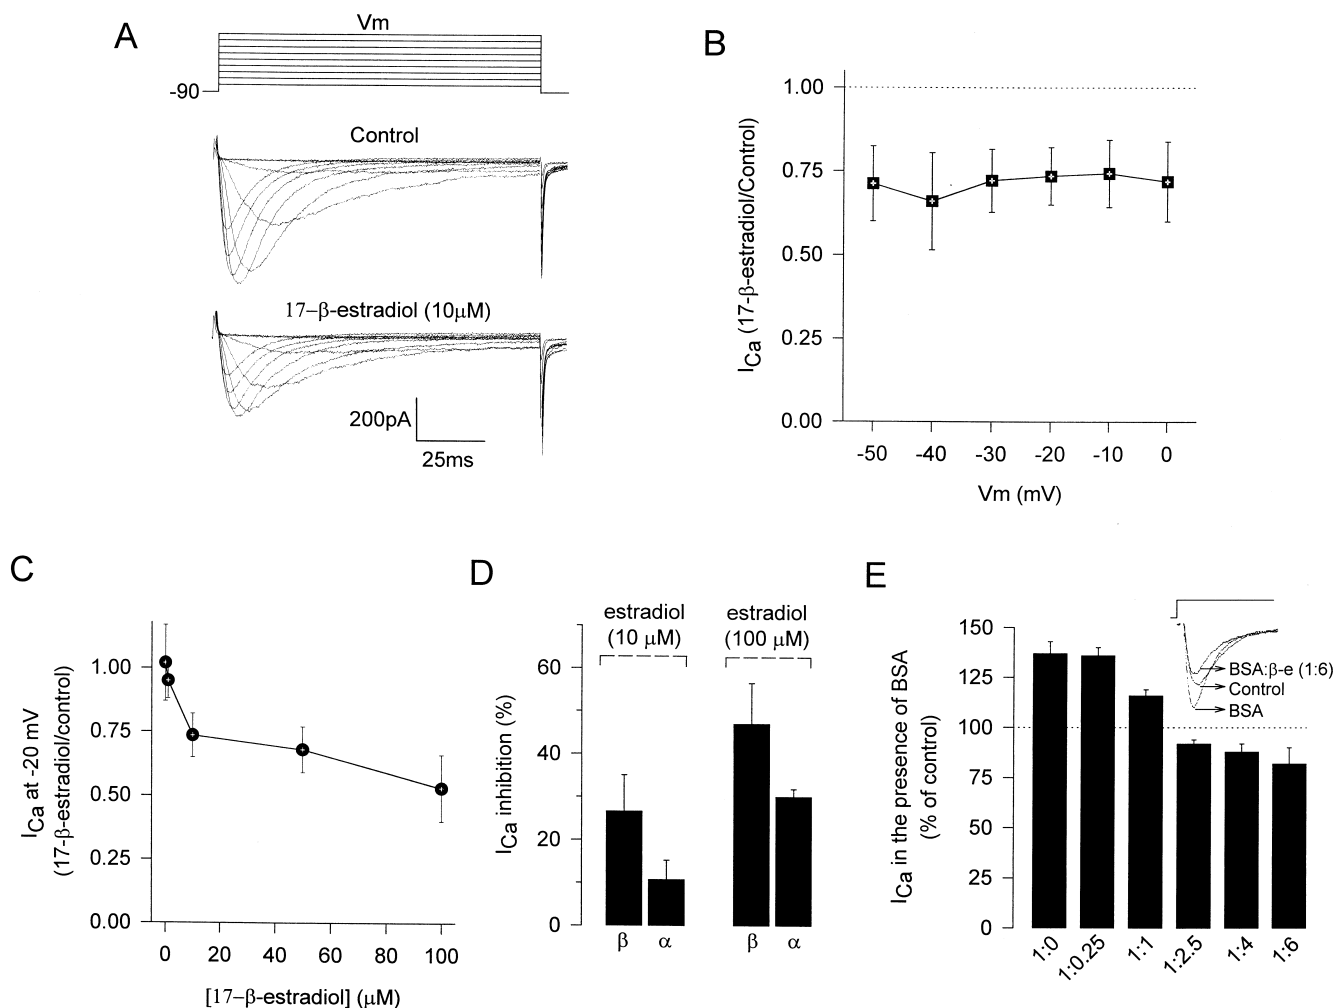 A
Vm
-90
Control
17-β-estradiol (10μM)
200pA
25ms
B
ICa (17-β-estradiol/Control)
1.00
0.75
0.50
0.25
0.00
-50 -40 -30 -20 -10 0
Vm (mV)
C
ICa at -20 mV
(17-β-estradiol/control)
1.00
0.75
0.50
0.25
0.00
0 20 40 60 80 100
[17-β-estradiol] (μM)
D
estradiol
(10 μM)
estradiol
(100 μM)
ICa inhibition (%)
60
40
20
0
β α β α
E
ICa in the presence of BSA
(% of control)
150
125
100
75
50
25
0
BSA:β-e (1:6)
Control
BSA
1:0 1:0.25 1:1 1:2.5 1:4 1:6